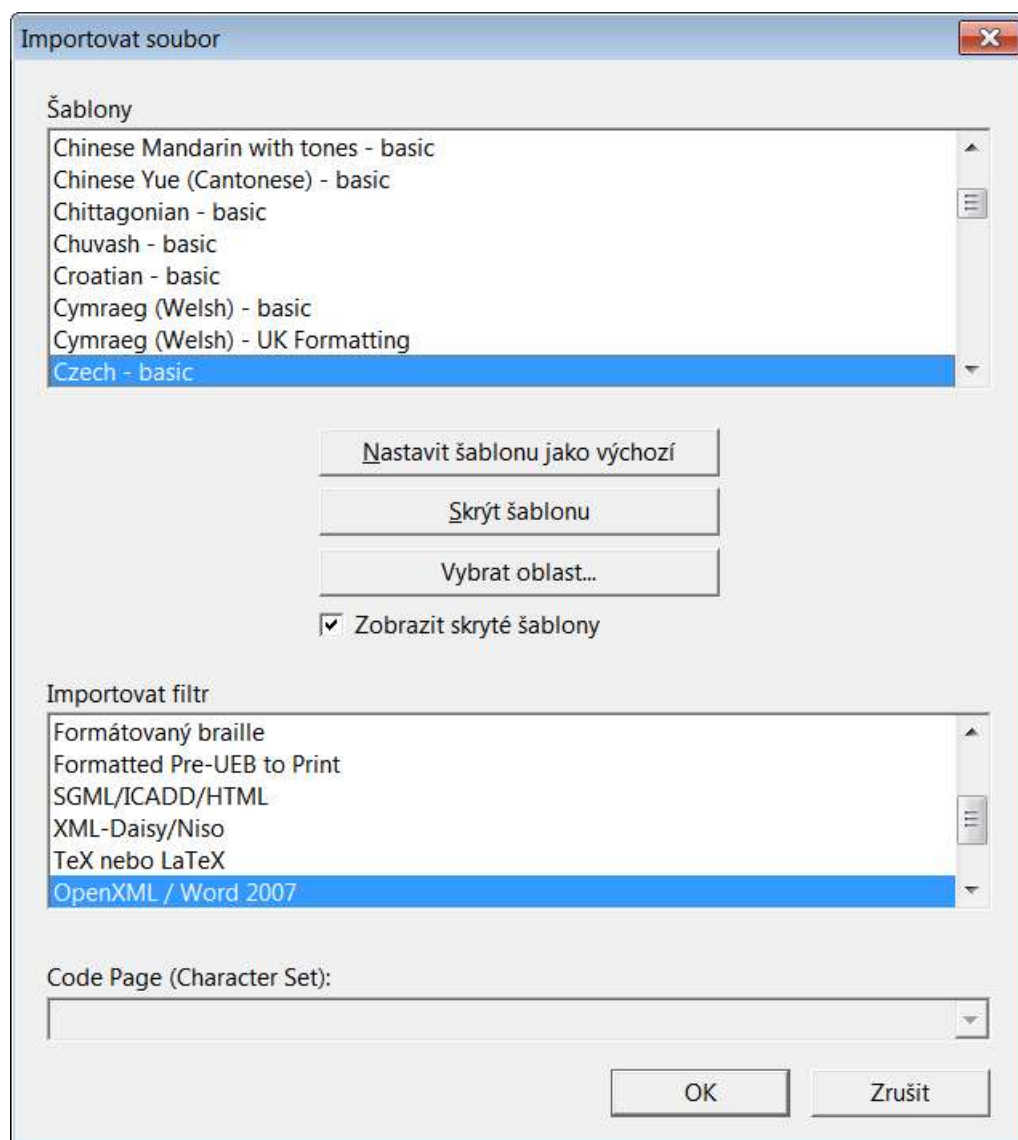 Importovat soubor
Šablony
Chinese Mandarin with tones - basic
Chinese Yue (Cantonese) - basic
Chittagonian - basic
Chuvash - basic
Croatian - basic
Cymraeg (Welsh) - basic
Cymraeg (Welsh) - UK Formatting
Czech - basic
Nastavit šablonu jako výchozí
Skrýt šablonu
Vybrat oblast...
Zobrazit skryté šablony
Importovat filtr
Formátovaný braille
Formatted Pre-UEB to Print
SGML/ICADD/HTML
XML-Daisy/Niso
TeX nebo LaTeX
OpenXML / Word 2007
Code Page (Character Set):
OK Zrušit